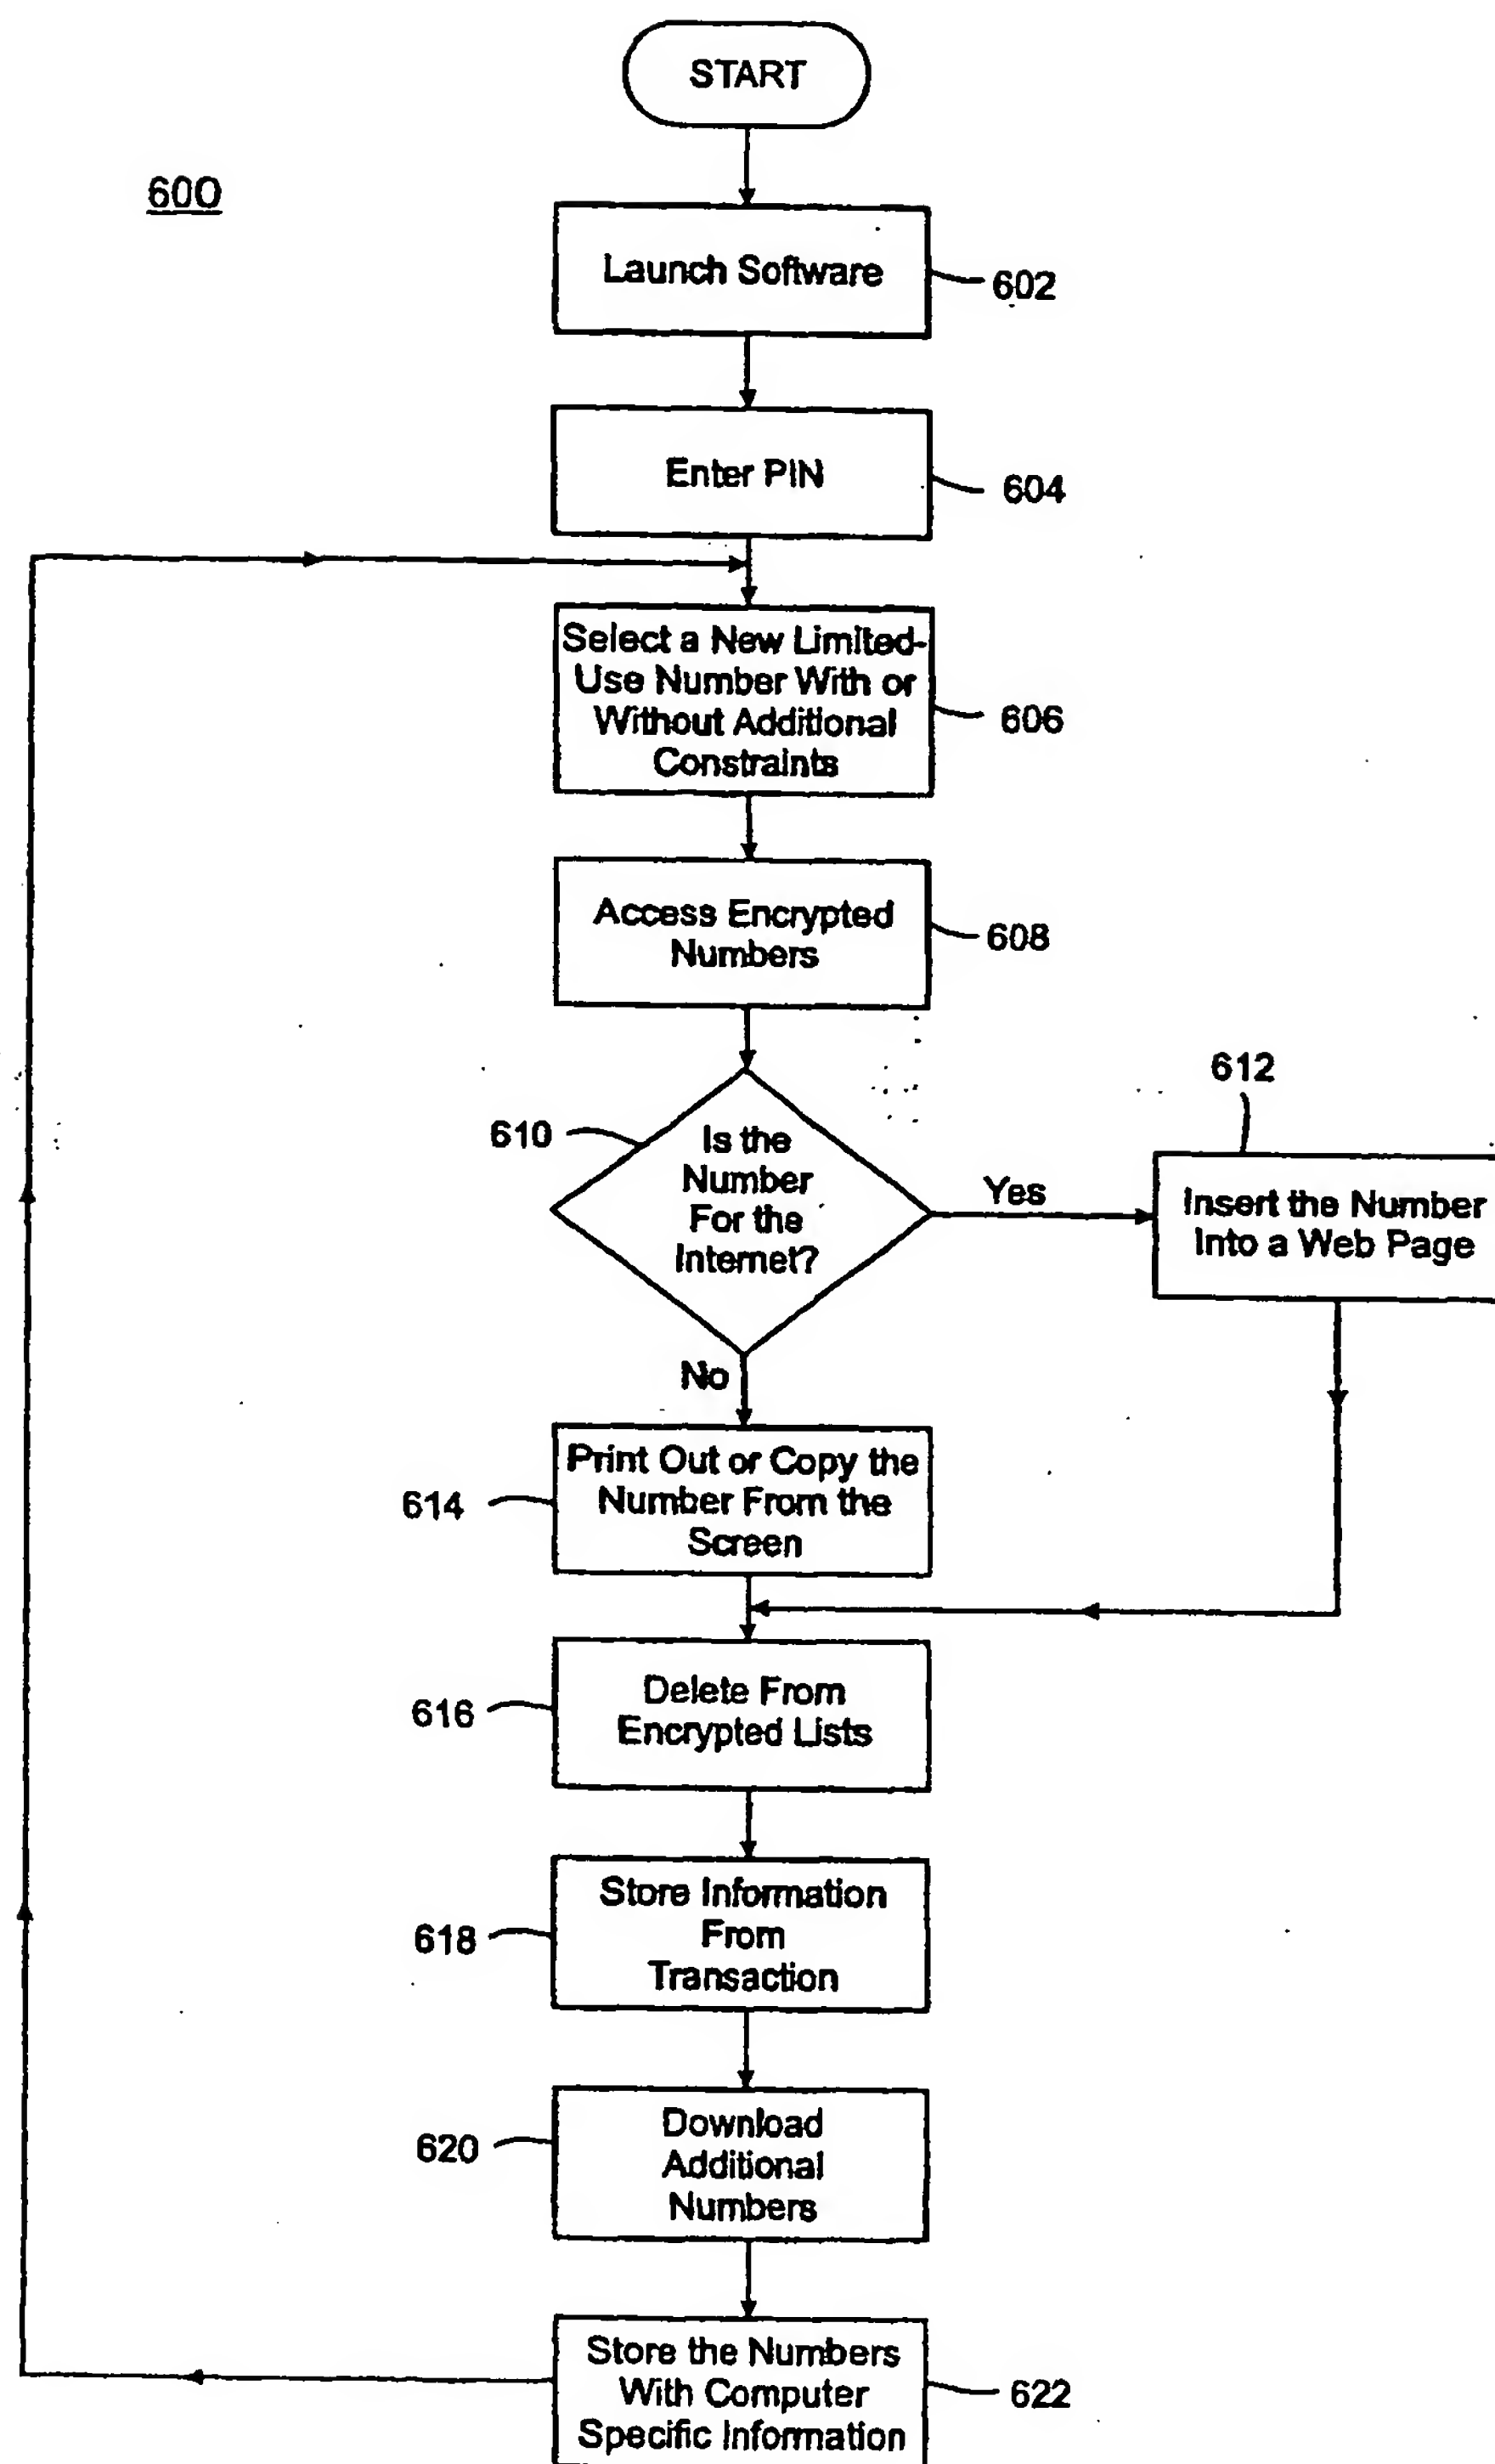 START
600
Launch Software
602
Enter PIN
604
Select a New Limited-
Use Number With or
Without Additional
Constraints
606
Access Encrypted
Numbers
608
610
Is the
Number
For the
Internet?
Yes
612
Insert the Number
Into a Web Page
No
Print Out or Copy the
Number From the
Screen
614
Delete From
Encrypted Lists
616
Store Information
From
Transaction
618
Download
Additional
Numbers
620
Store the Numbers
With Computer
Specific Information
622